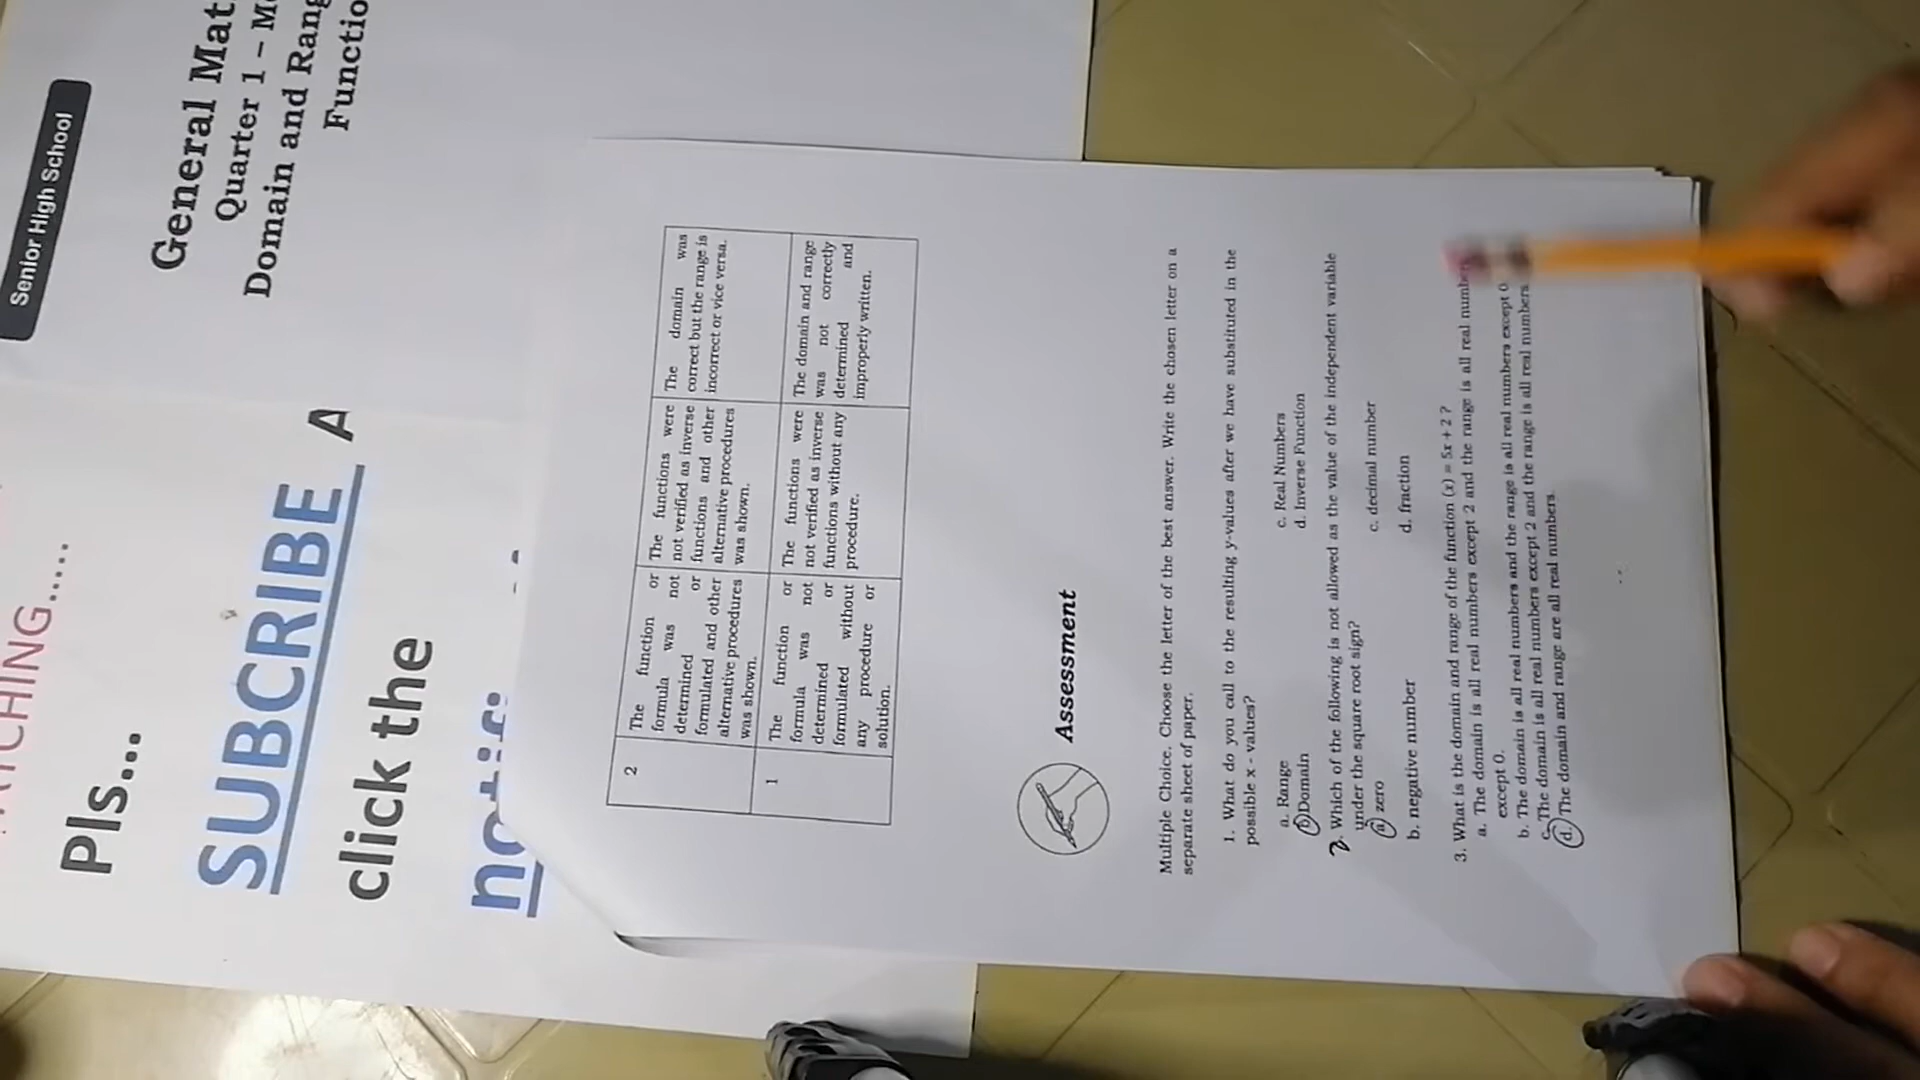 Senior High School
General Mat
Quarter 1 – M
Domain and Rang
Functio
Pls...
SUBCRIBE A
click the
2
The function or
formula was not
determined or
formulated and other
alternative procedures
was shown.
The functions were
not verified as inverse
functions and other
alternative procedures
was shown.
The domain was
correct but the range is
incorrect or vice versa.
1
The function or
formula was not
determined or
formulated without
any procedure or
solution.
The functions were
not verified as inverse
functions without any
procedure.
The domain and range
was not correctly
determined and
improperly written.
Assessment
Multiple Choice. Choose the letter of the best answer. Write the chosen letter on a
separate sheet of paper.
1. What do you call to the resulting y-values after we have substituted in the
possible x - values?
a. Range
b Domain
c. Real Numbers
d. Inverse Function
2. Which of the following is not allowed as the value of the independent variable
under the square root sign?
a zero
b. negative number
c. decimal number
d. fraction
3. What is the domain and range of the function (x) = 5x + 2 ?
a. The domain is all real numbers except 2 and the range is all real number
except 0.
b. The domain is all real numbers and the range is all real numbers except 0
c. The domain is all real numbers except 2 and the range is all real numbers
d. The domain and range are all real numbers.